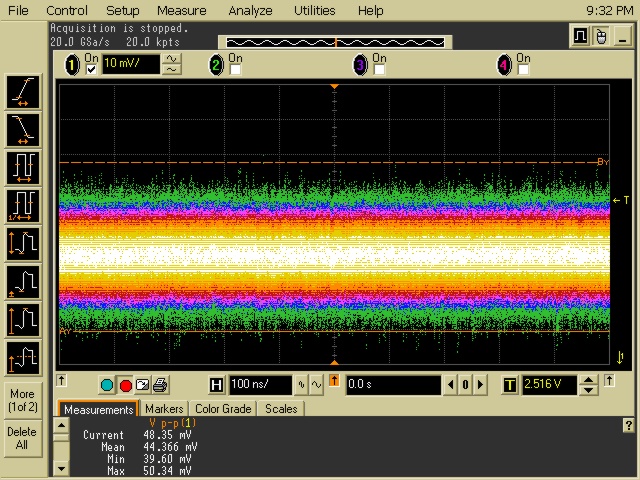 File Control Setup Measure Analyze Utilities Help 9:32 PM
Acquisition is stopped.
20.0 GSa/s 20.0 kpts
1 On 10 mV/ 2 On 3 On 4 On
By
T
Ay
H 100 ns/ 0.0 s 0 T 2.516 V
More
(1of 2)
Delete
All
Measurements Markers Color Grade Scales
?
V p-p(1)
Current 48.35 mV
Mean 44.366 mV
Min 39.60 mV
Max 50.34 mV